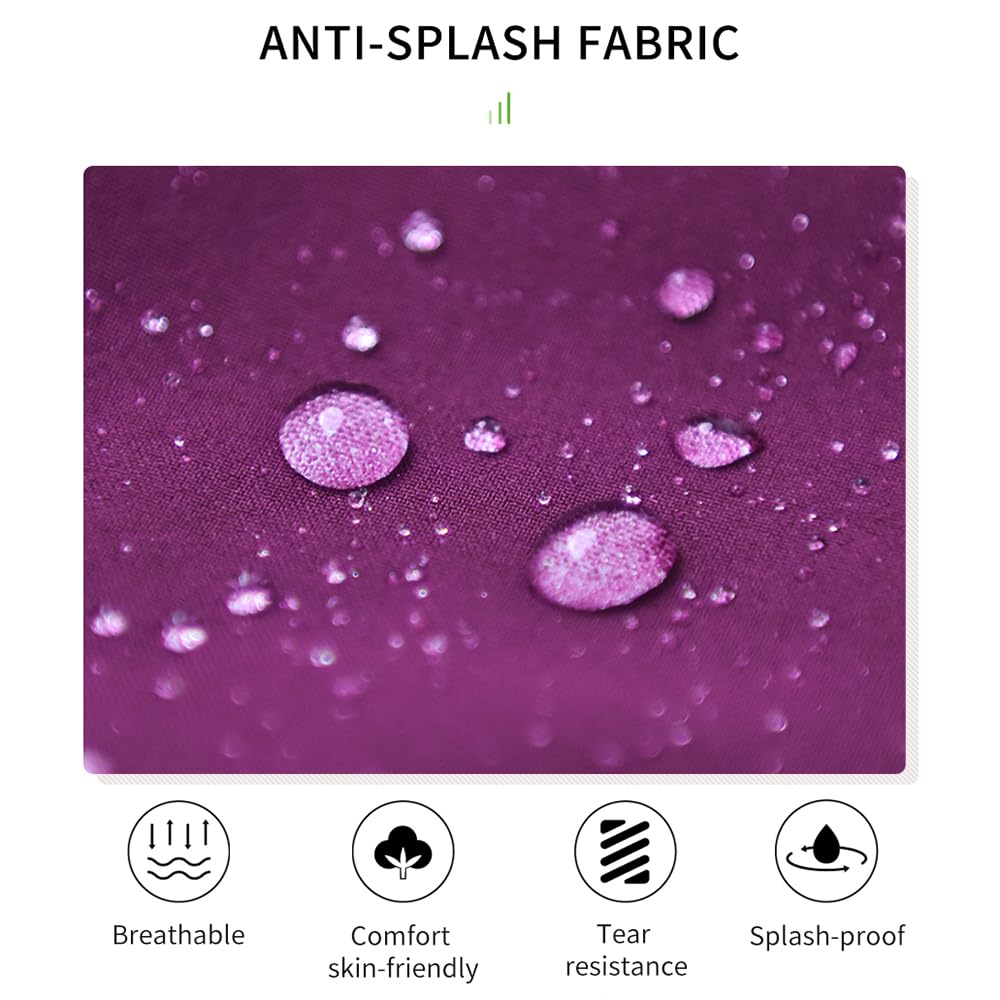 ANTI-SPLASH FABRIC
Breathable
Comfort
skin-friendly
Tear
resistance
Splash-proof